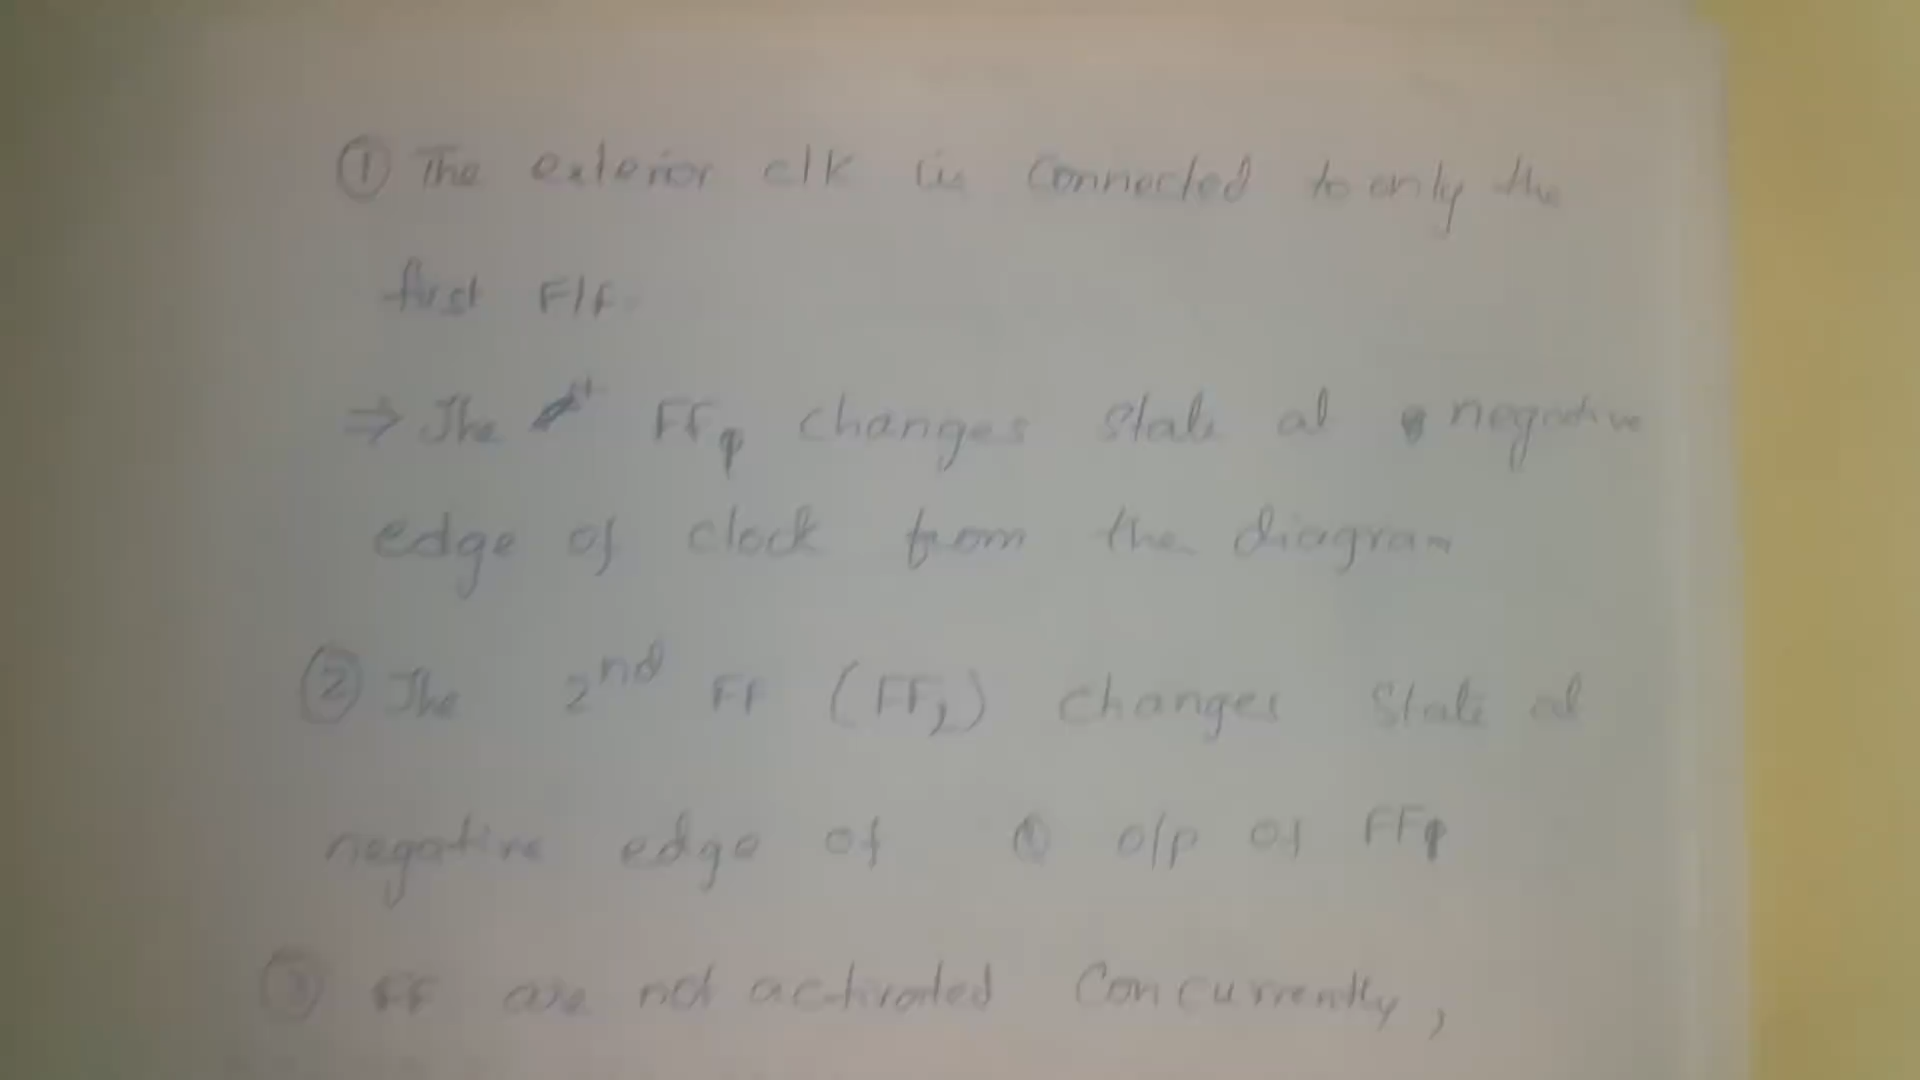 ① The exterior clk is connected to only the
first F/F.
⇒ The FF changes state at negative
edge of clock from the diagram
② The 2nd FF (FF2) changes state at
negative edge of o/p of FF
③ FF are not activated Concurrently,